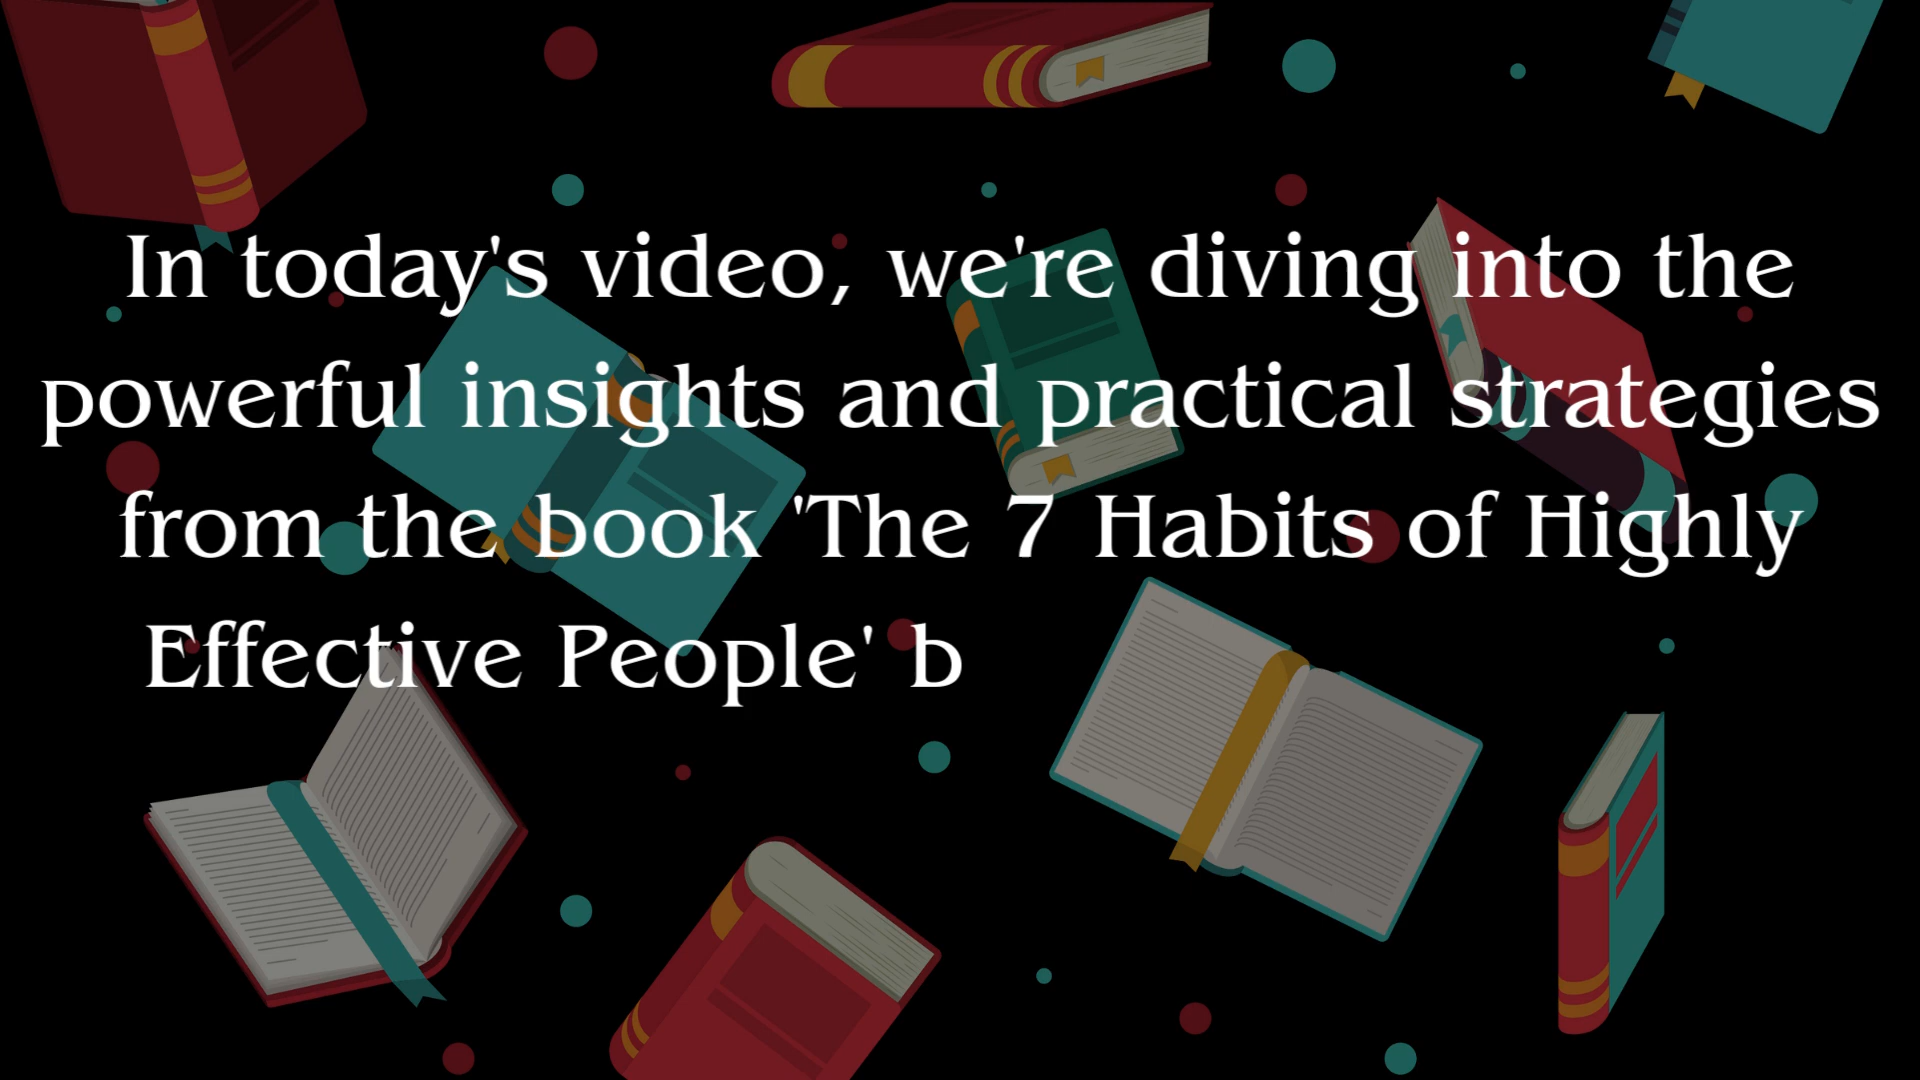 In today's video, we're diving into the
powerful insights and practical strategies
from the book 'The 7 Habits of Highly
Effective People' b